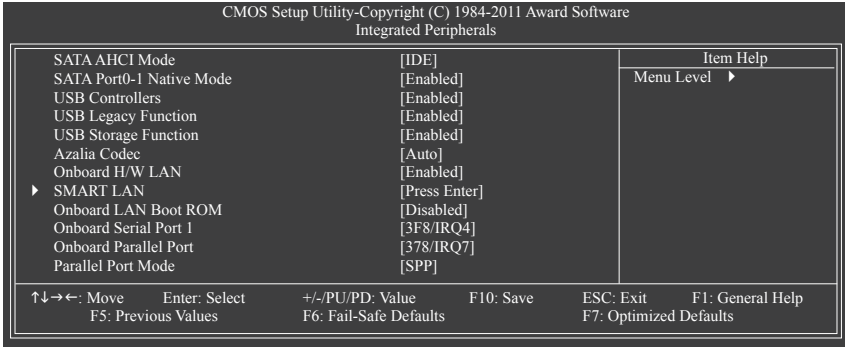 CMOS Setup Utility-Copyright (C) 1984-2011 Award Software
Integrated Peripherals
SATA AHCI Mode [IDE]
SATA Port0-1 Native Mode [Enabled]
USB Controllers [Enabled]
USB Legacy Function [Enabled]
USB Storage Function [Enabled]
Azalia Codec [Auto]
Onboard H/W LAN [Enabled]
SMART LAN [Press Enter]
Onboard LAN Boot ROM [Disabled]
Onboard Serial Port 1 [3F8/IRQ4]
Onboard Parallel Port [378/IRQ7]
Parallel Port Mode [SPP]
Item Help
Menu Level
↑↓→←: Move Enter: Select +/-/PU/PD: Value F10: Save ESC: Exit F1: General Help
F5: Previous Values F6: Fail-Safe Defaults F7: Optimized Defaults